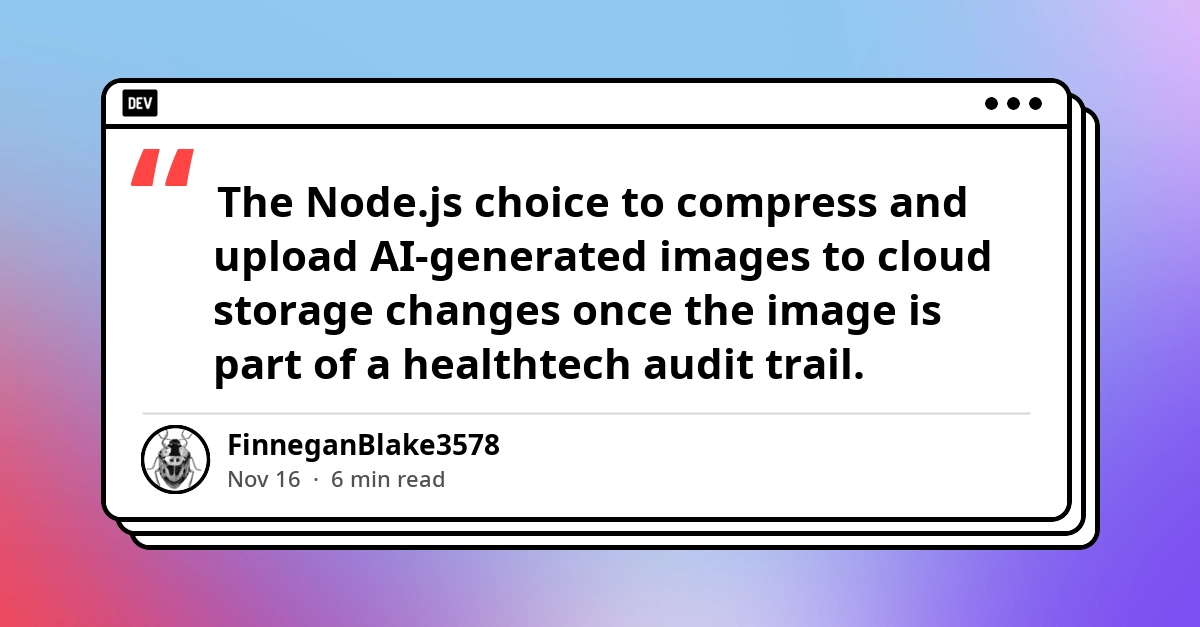 DEV
“
The Node.js choice to compress and
upload AI-generated images to cloud
storage changes once the image is
part of a healthtech audit trail.
FinneganBlake3578
Nov 16 · 6 min read